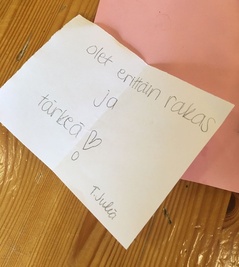 olet erittäin rakas
ja
tärkeä ♡
T. Julia